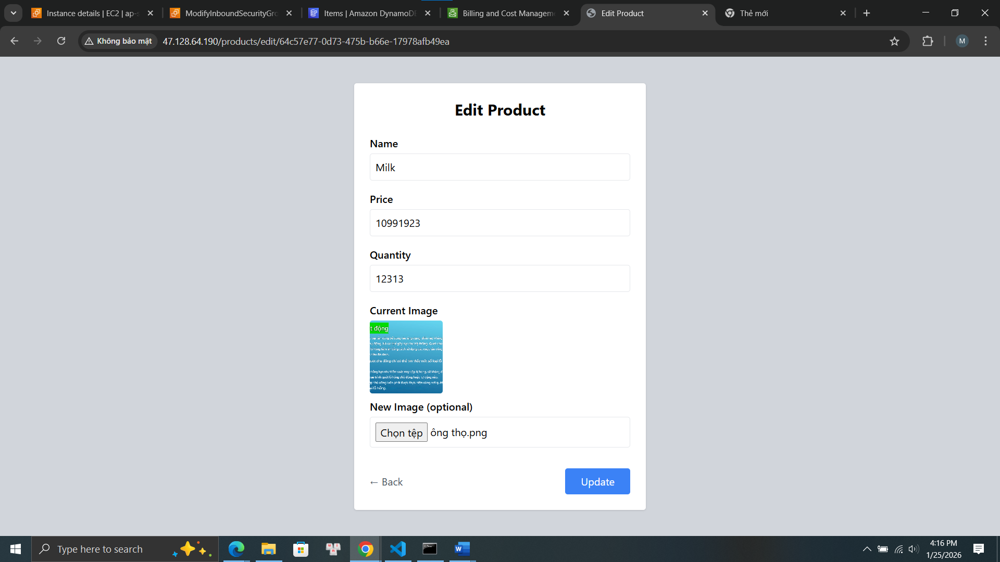 Instance details | EC2 | ap-s
ModifyInboundSecurityGro
Items | Amazon DynamoDB
Billing and Cost Managem
Edit Product
Thẻ mới
Không bảo mật
47.128.64.190/products/edit/64c57e77-0d73-475b-b66e-17978afb49ea
M
Edit Product
Name
Milk
Price
10991923
Quantity
12313
Current Image
t động
New Image (optional)
Chọn tệp ông thọ.png
← Back
Update
Type here to search
4:16 PM
1/25/2026